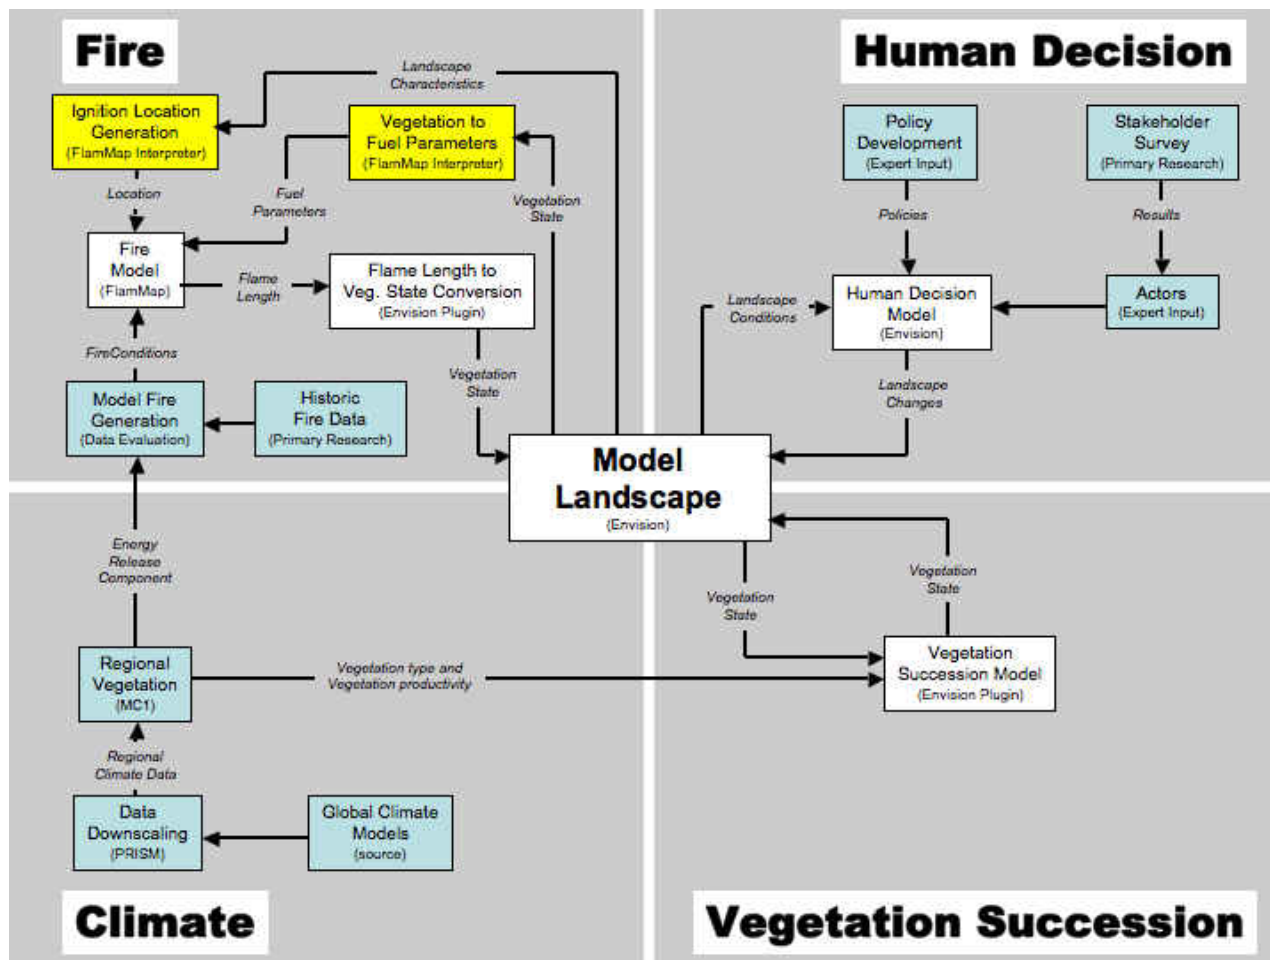 Fire
Human Decision
Landscape
Characteristics
Ignition Location
Generation
(FlamMap Interpreter)
Vegetation to
Fuel Parameters
(FlamMap Interpreter)
Policy
Development
(Expert Input)
Stakeholder
Survey
(Primary Research)
Location
Fuel
Parameters
Vegetation
State
Policies
Results
Fire
Model
(FlamMap)
Flame
Length
Flame Length to
Veg. State Conversion
(Envision Plugin)
Landscape
Conditions
Human Decision
Model
(Envision)
Actors
(Expert Input)
FireConditions
Vegetation
State
Landscape
Changes
Model Fire
Generation
(Data Evaluation)
Historic
Fire Data
(Primary Research)
Model
Landscape
(Envision)
Energy
Release
Component
Vegetation
State
Vegetation
State
Regional
Vegetation
(MC1)
Vegetation type and
Vegetation productivity
Vegetation
Succession Model
(Envision Plugin)
Regional
Climate Data
Data
Downscaling
(PRISM)
Global Climate
Models
(source)
Climate
Vegetation Succession